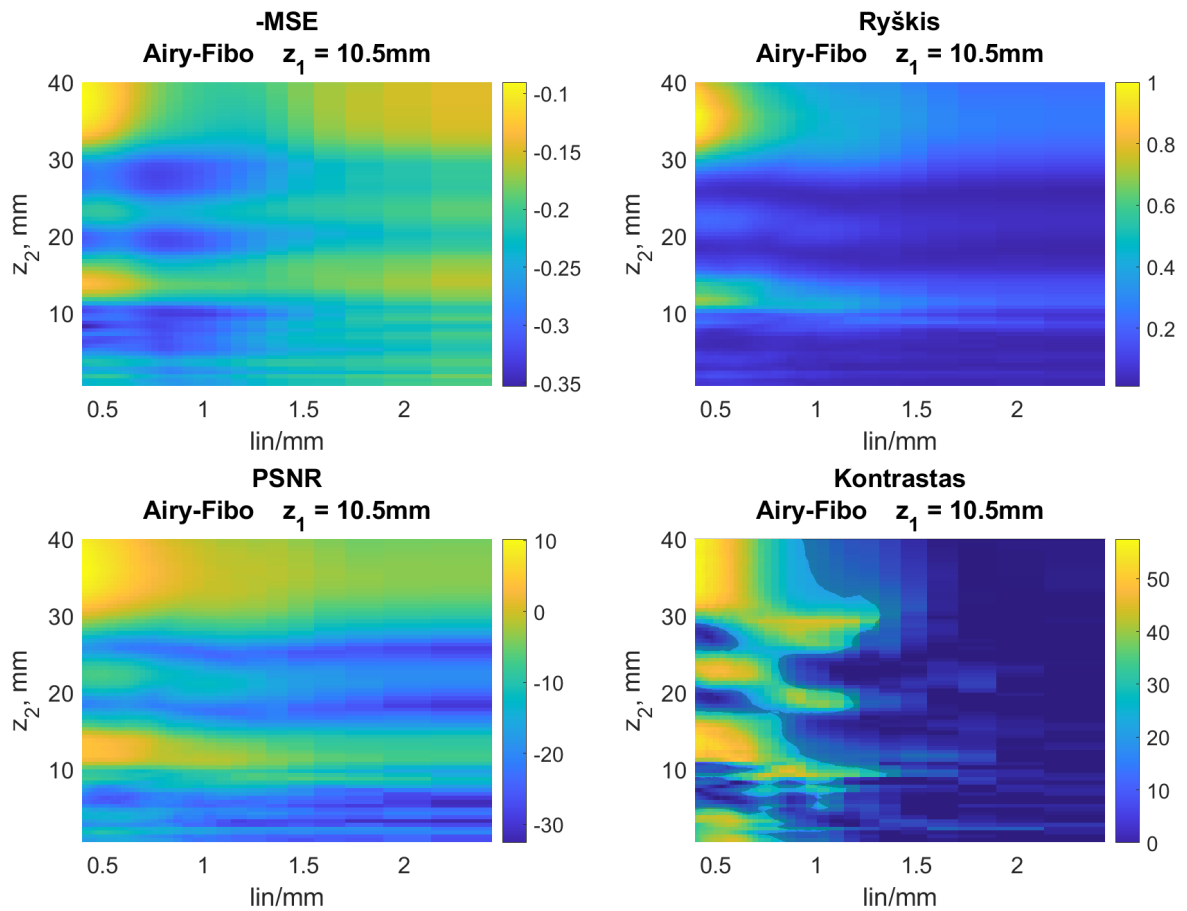 -MSE
Airy-Fibo z1 = 10.5mm
40
30
20
10
z2, mm
0.5 1 1.5 2
lin/mm
-0.1
-0.15
-0.2
-0.25
-0.3
-0.35
Ryškis
Airy-Fibo z1 = 10.5mm
40
30
20
10
z2, mm
0.5 1 1.5 2
lin/mm
1
0.8
0.6
0.4
0.2
PSNR
Airy-Fibo z1 = 10.5mm
40
30
20
10
z2, mm
0.5 1 1.5 2
lin/mm
10
0
-10
-20
-30
Kontrastas
Airy-Fibo z1 = 10.5mm
40
30
20
10
z2, mm
0.5 1 1.5 2
lin/mm
50
40
30
20
10
0